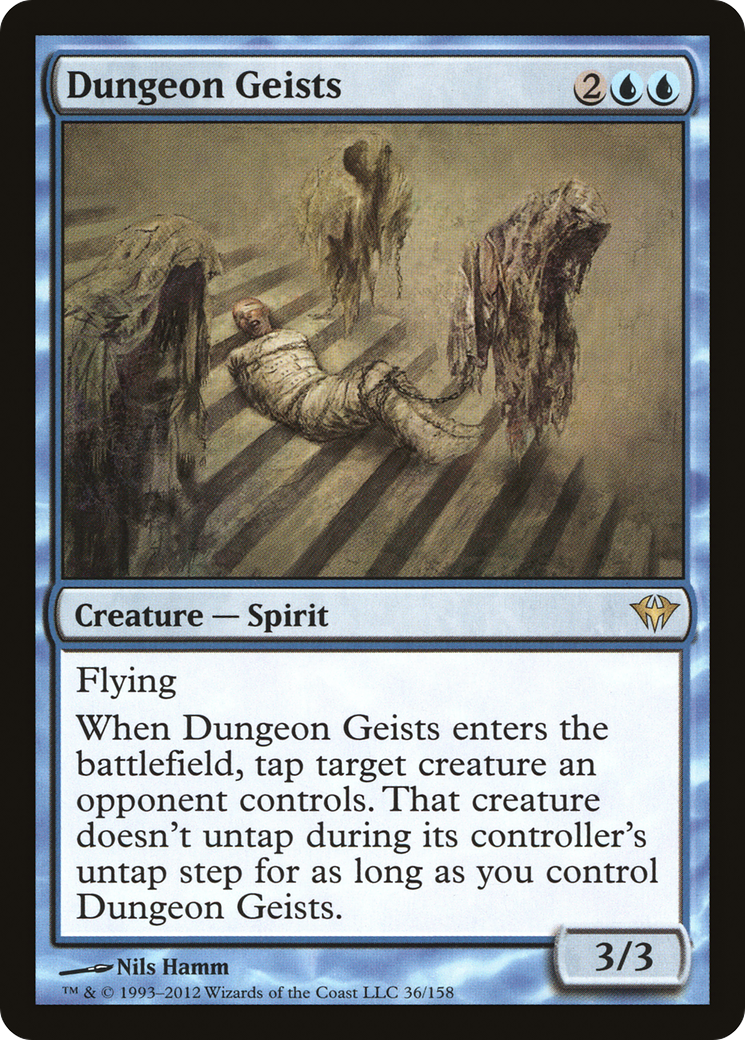 Dungeon Geists 2
Creature — Spirit
Flying
When Dungeon Geists enters the
battlefield, tap target creature an
opponent controls. That creature
doesn't untap during its controller's
untap step for as long as you control
Dungeon Geists.
3/3
Nils Hamm
™ & © 1993–2012 Wizards of the Coast LLC 36/158